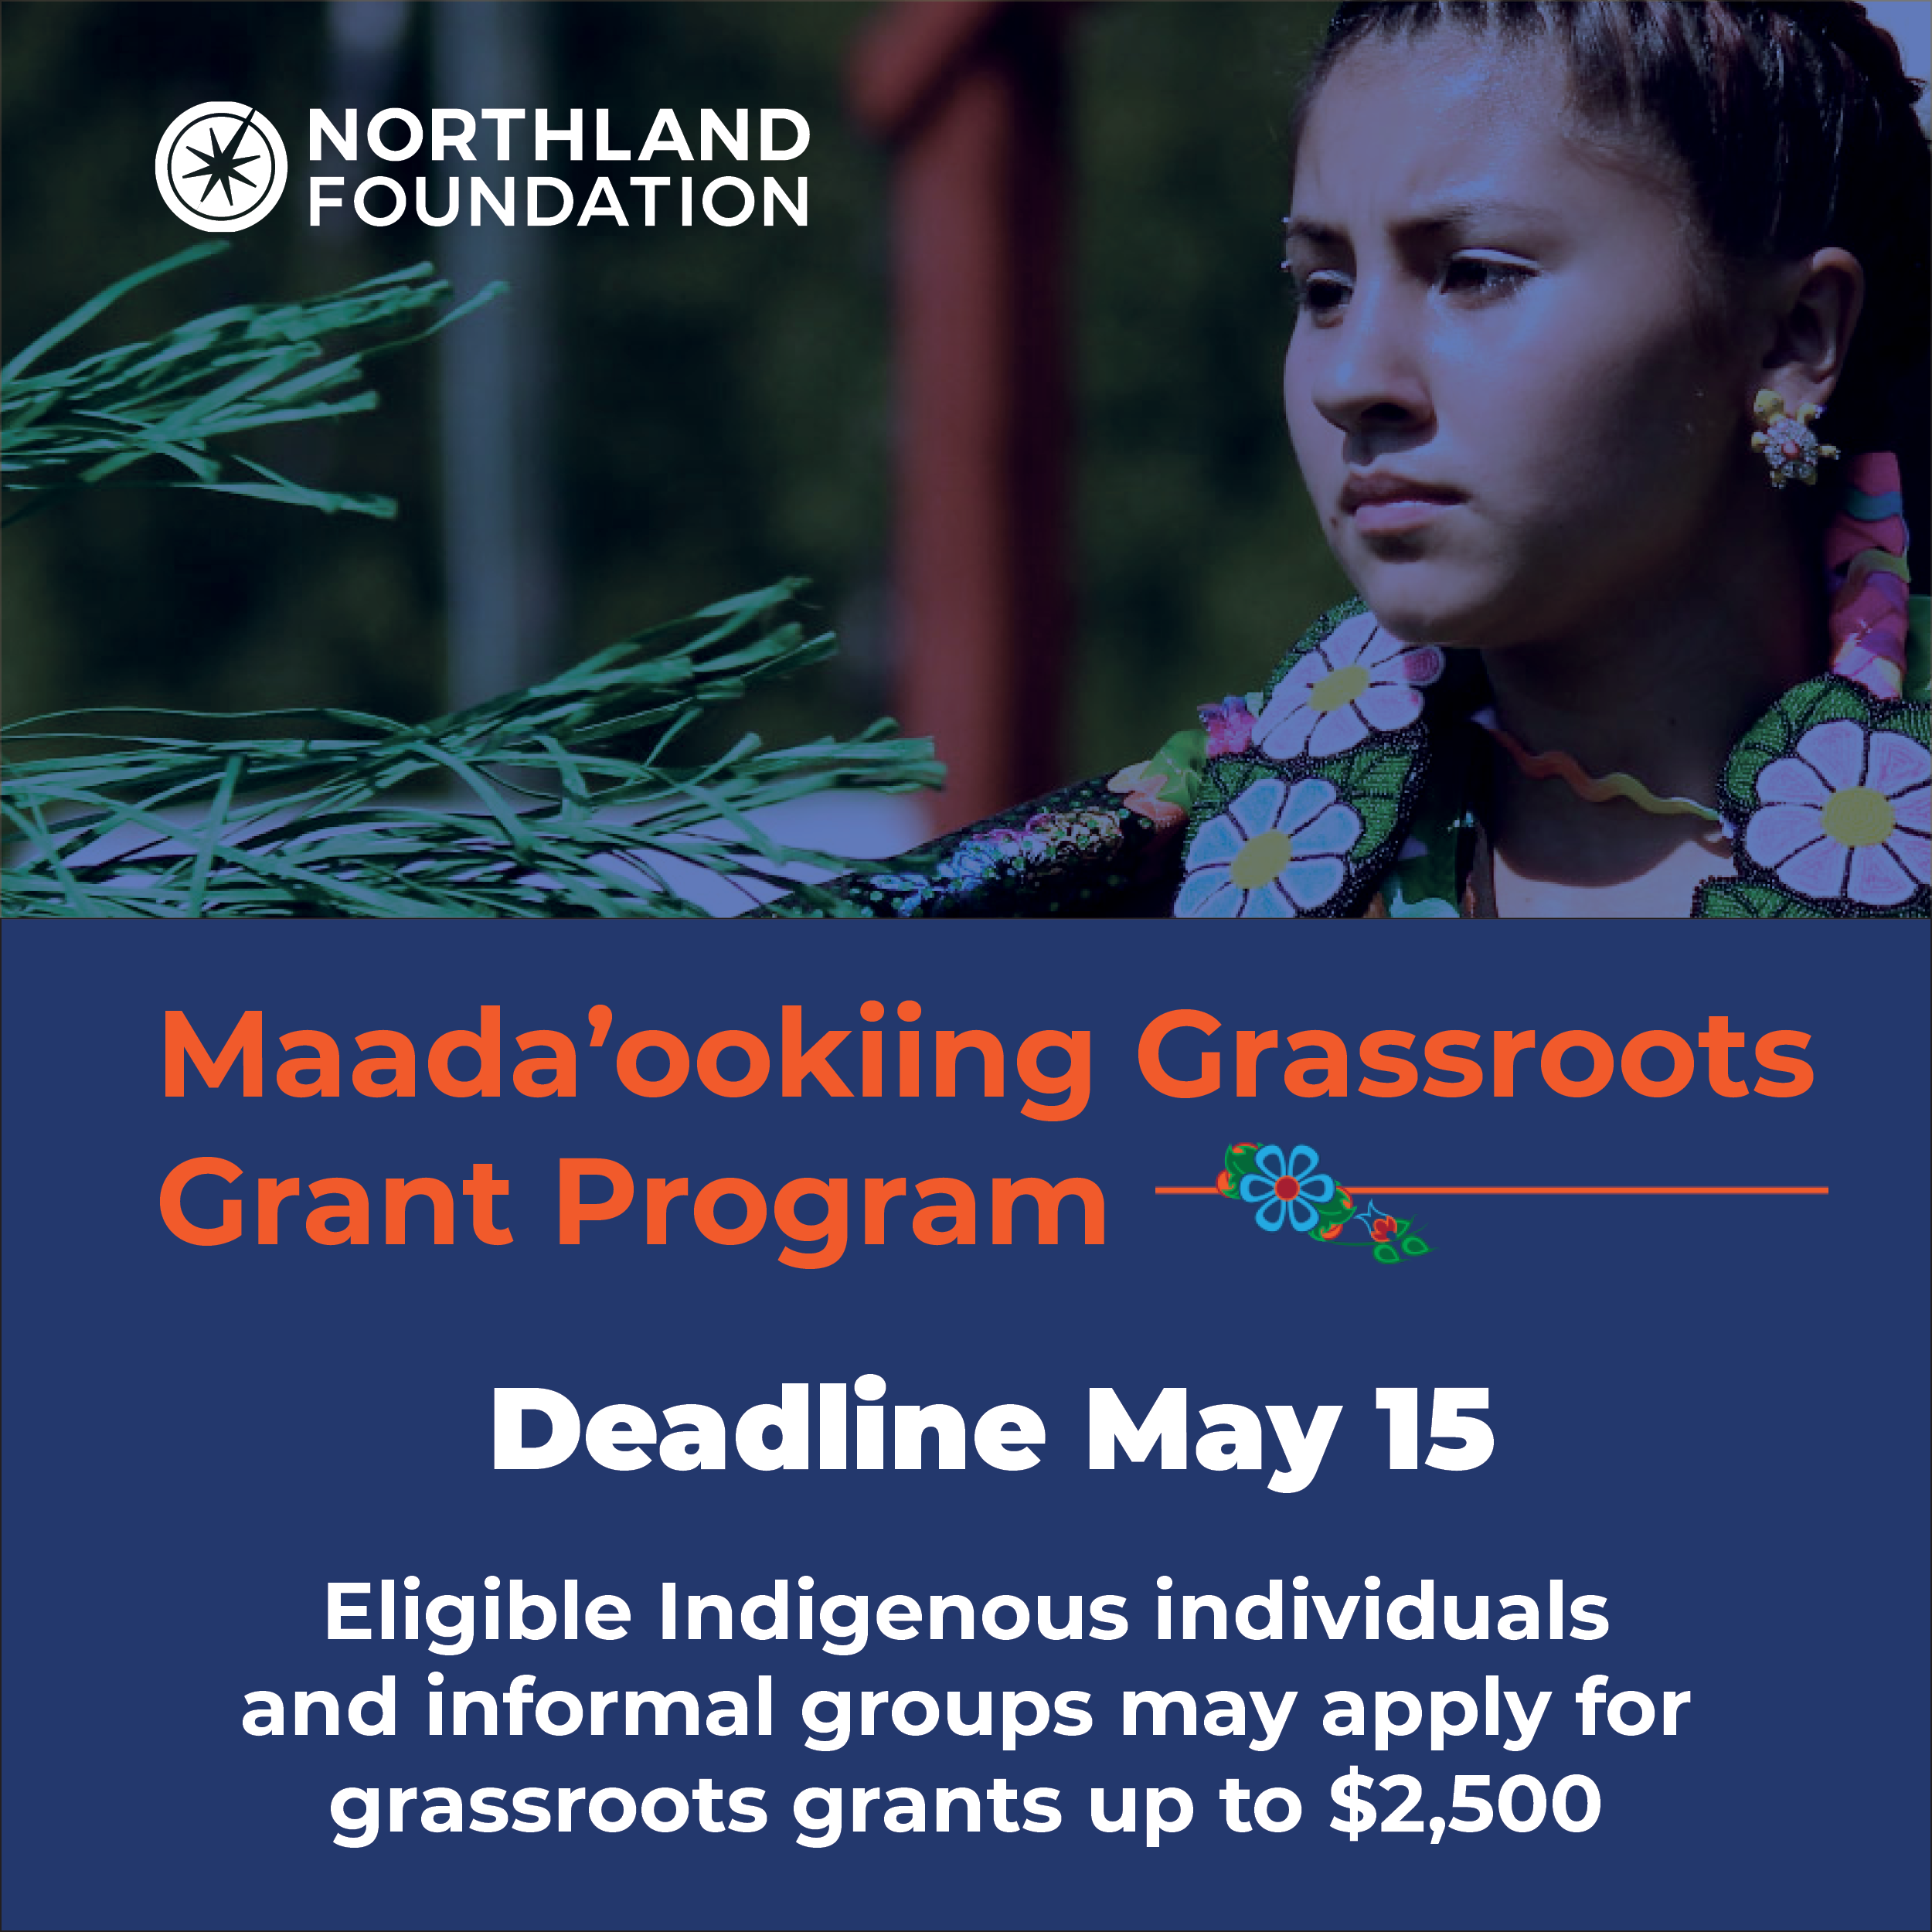 NORTHLAND
FOUNDATION
Maada’ookiing Grassroots
Grant Program
Deadline May 15
Eligible Indigenous individuals
and informal groups may apply for
grassroots grants up to $2,500